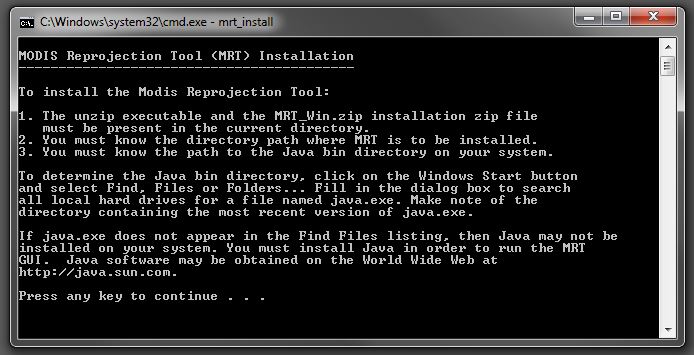 C:\Windows\system32\cmd.exe - mrt_install
MODIS Reprojection Tool (MRT) Installation
------------------------------------------
To install the Modis Reprojection Tool:
1. The unzip executable and the MRT_Win.zip installation zip file
must be present in the current directory.
2. You must know the directory path where MRT is to be installed.
3. You must know the path to the Java bin directory on your system.
To determine the Java bin directory, click on the Windows Start button
and select Find, Files or Folders... Fill in the dialog box to search
all local hard drives for a file named java.exe. Make note of the
directory containing the most recent version of java.exe.
If java.exe does not appear in the Find Files listing, then Java may not be
installed on your system. You must install Java in order to run the MRT
GUI.  Java software may be obtained on the World Wide Web at
http://java.sun.com.
Press any key to continue . . .